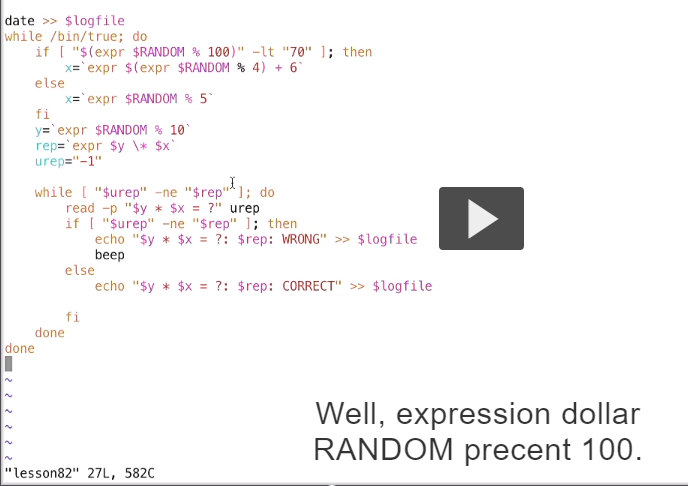 date >> $logfile
while /bin/true; do
    if [ "$(expr $RANDOM % 100)" -lt "70" ]; then
        x=`expr $(expr $RANDOM % 4) + 6`
    else
        x=`expr $RANDOM % 5`
    fi
    y=`expr $RANDOM % 10`
    rep=`expr $y \* $x`
    urep="-1"
    while [ "$urep" -ne "$rep" ]; do
        read -p "$y * $x = ?" urep
        if [ "$urep" -ne "$rep" ]; then
            echo "$y * $x = ?: $rep: WRONG" >> $logfile
            beep
        else
            echo "$y * $x = ?: $rep: CORRECT" >> $logfile
        fi
    done
done
~
~
~
~
~
~
Well, expression dollar
RANDOM precent 100.
"lesson82" 27L, 582C